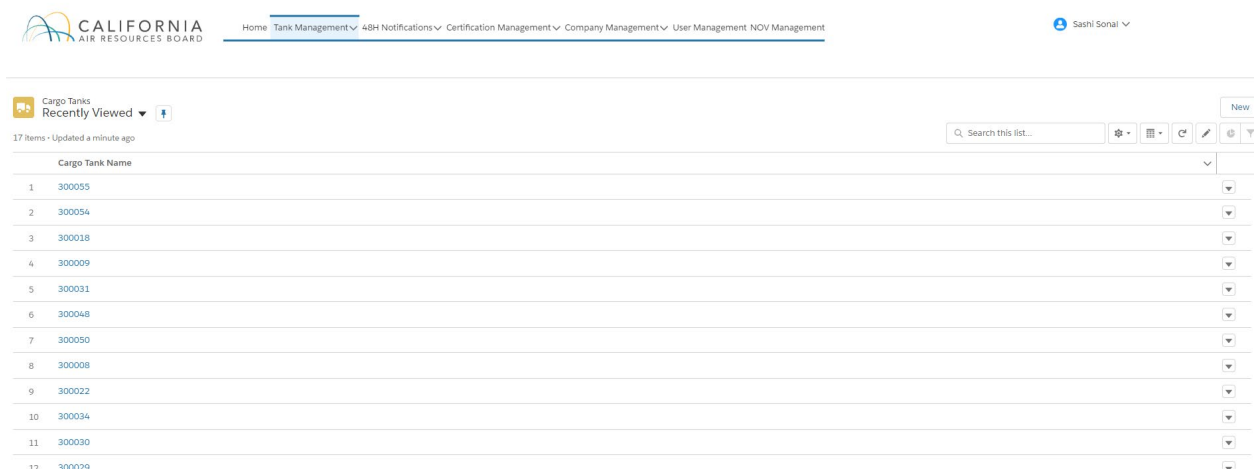 CALIFORNIA
AIR RESOURCES BOARD
Home Tank Management 48H Notifications Certification Management Company Management User Management NOV Management
Sashi Sonal
Cargo Tanks
Recently Viewed
New
17 items • Updated a minute ago
Search this list...
Cargo Tank Name
1 300055
2 300054
3 300018
4 300009
5 300031
6 300048
7 300050
8 300008
9 300022
10 300034
11 300030
12 300029